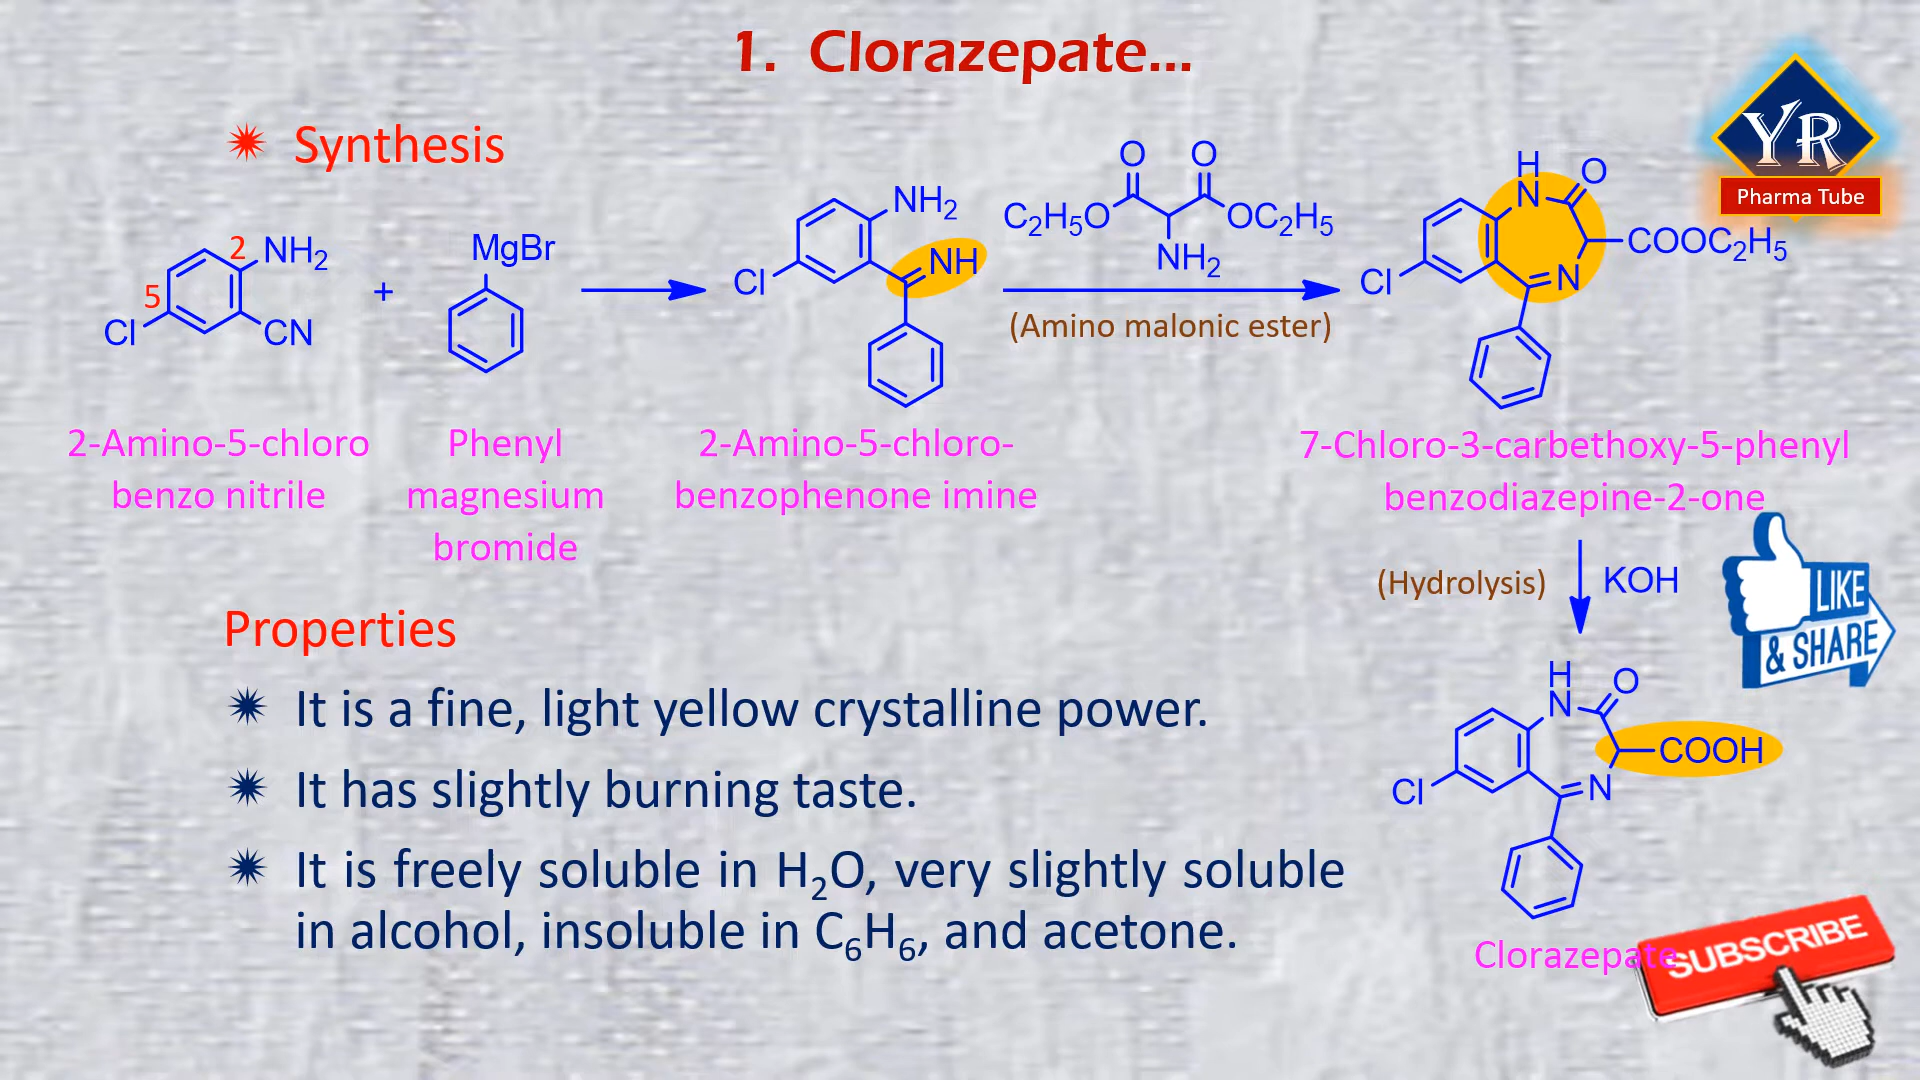 1. Clorazepate...
YR
Pharma Tube
Synthesis
2
NH2
5
Cl
CN
+
MgBr
NH2
NH
Cl
O O
C2H5O OC2H5
NH2
(Amino malonic ester)
H
N
O
COOC2H5
N
Cl
2-Amino-5-chloro
benzo nitrile
Phenyl
magnesium
bromide
2-Amino-5-chloro-
benzophenone imine
7-Chloro-3-carbethoxy-5-phenyl
benzodiazepine-2-one
(Hydrolysis) KOH
LIKE
& SHARE
Properties
It is a fine, light yellow crystalline power.
It has slightly burning taste.
It is freely soluble in H2O, very slightly soluble
in alcohol, insoluble in C6H6, and acetone.
H
N
O
COOH
N
Cl
Clorazepate
SUBSCRIBE